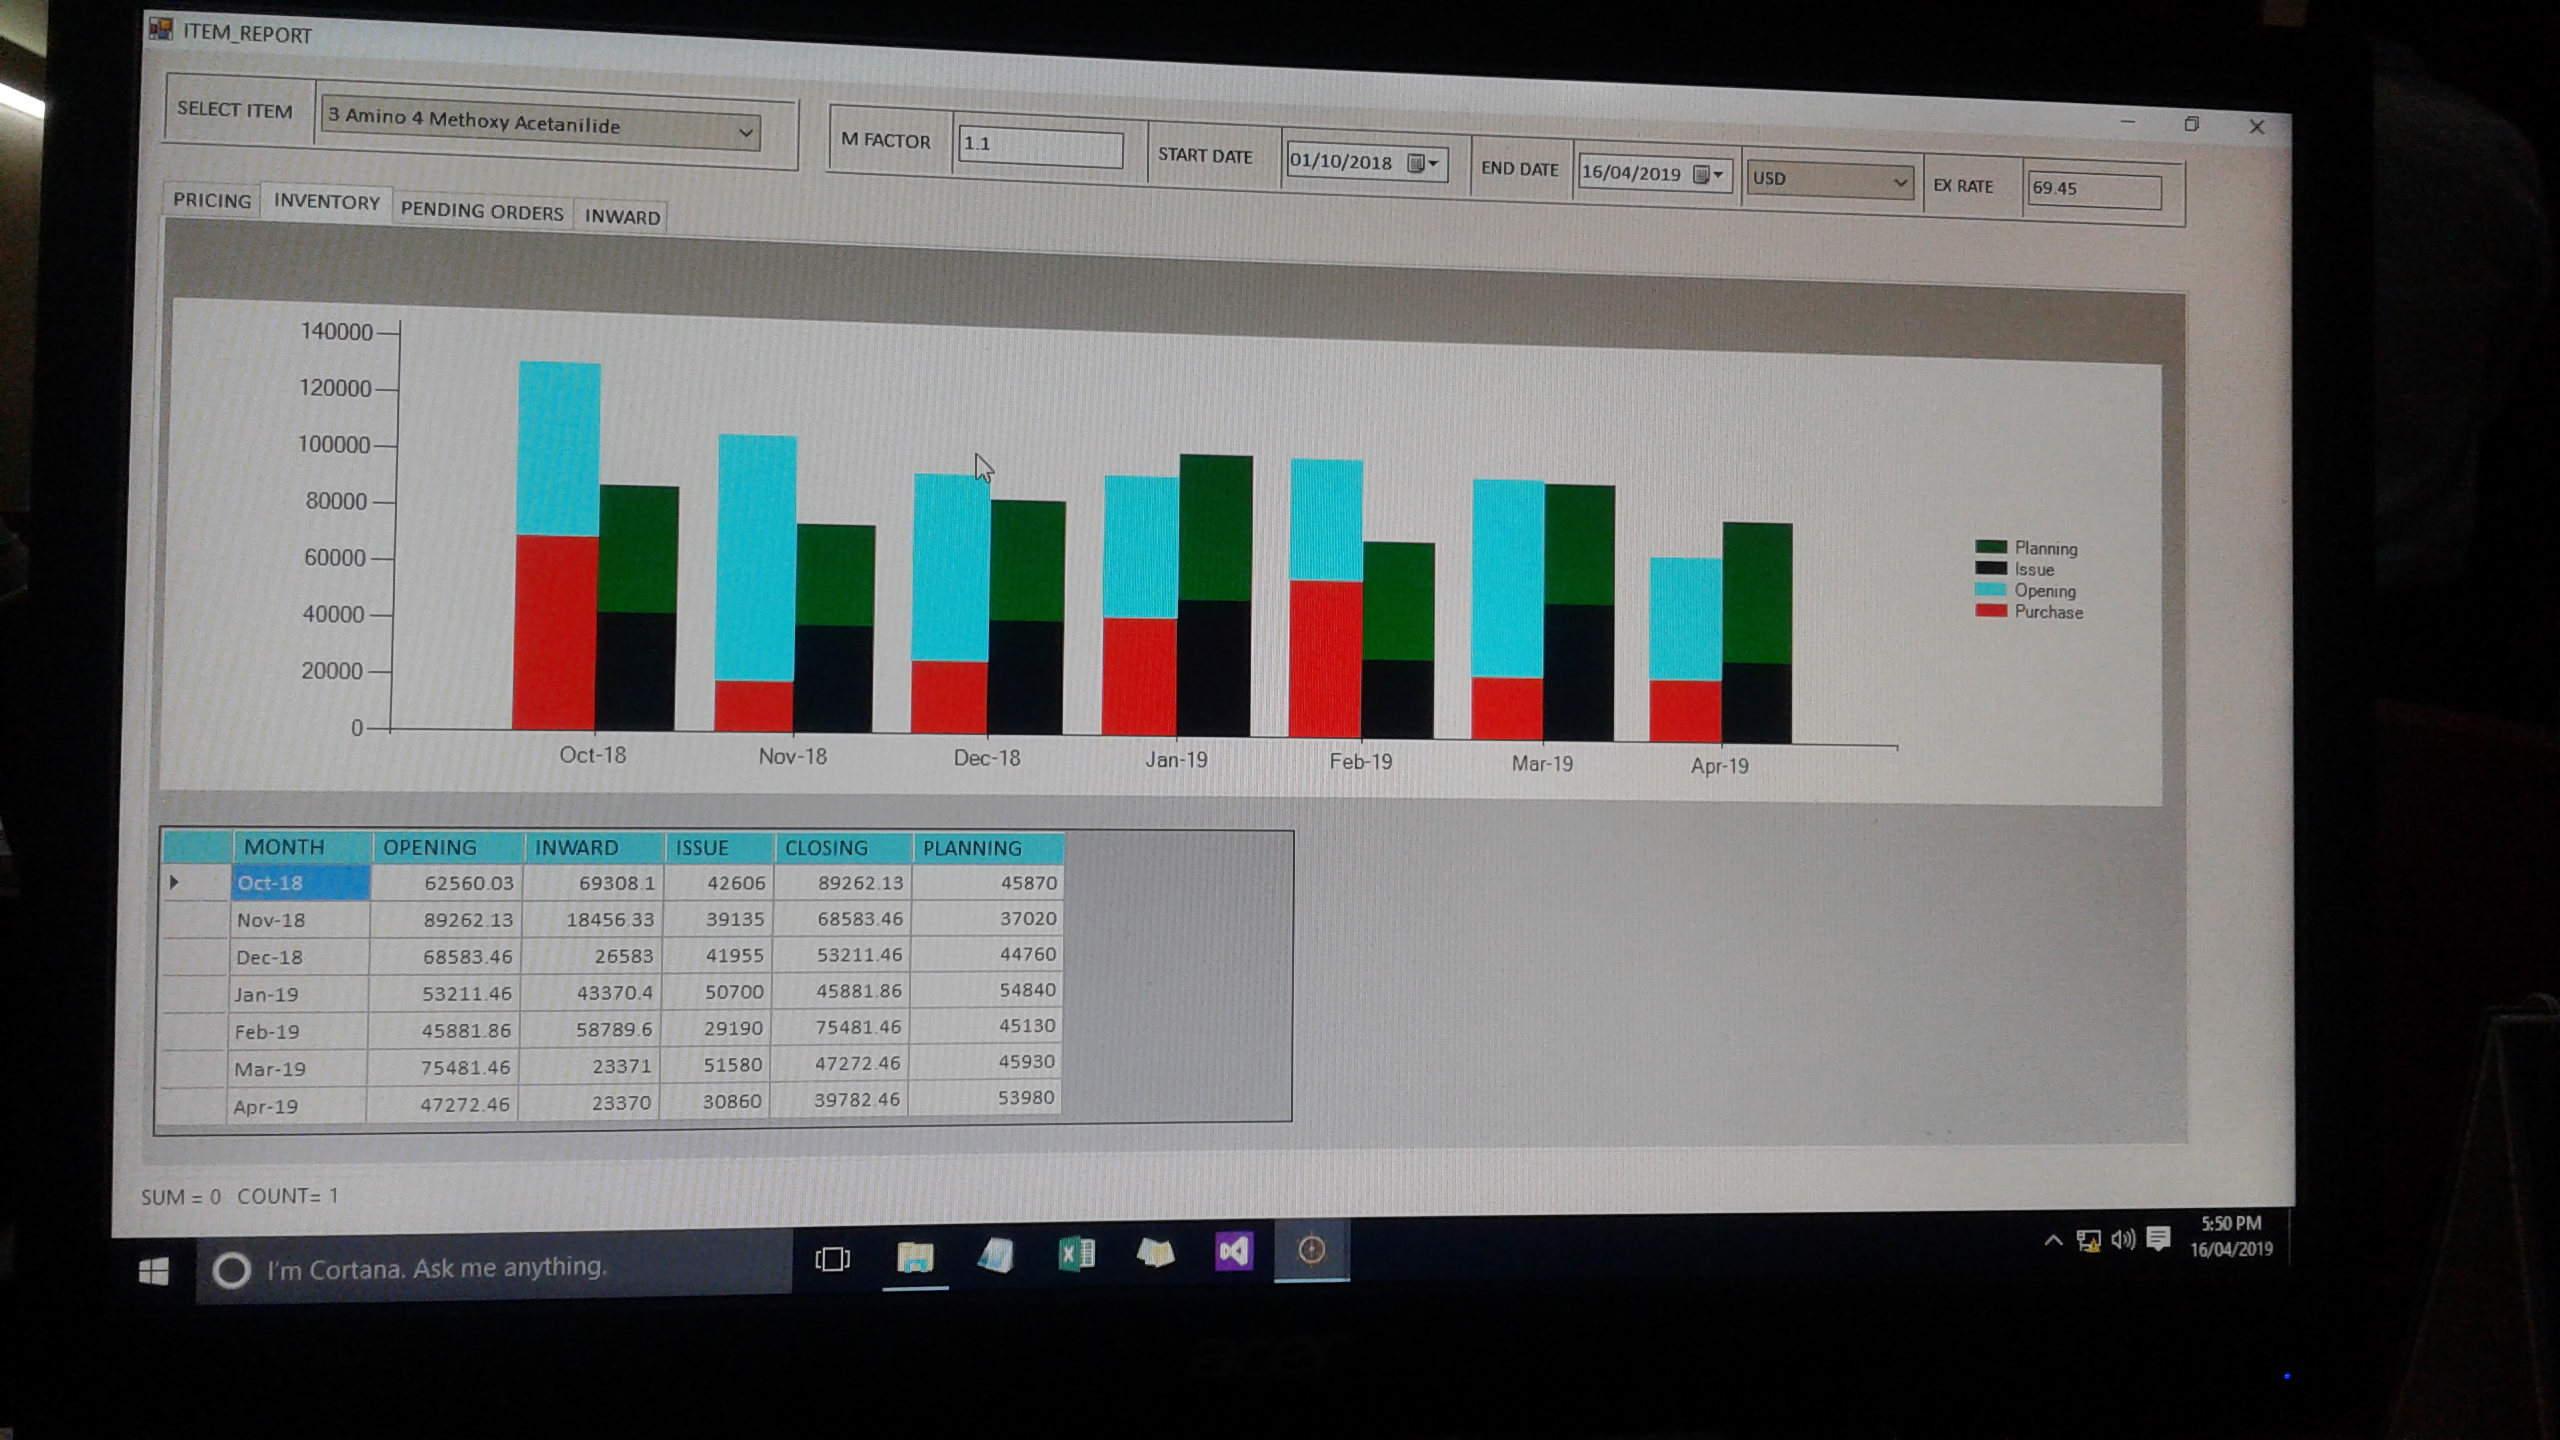 ITEM_REPORT
SELECT ITEM 3 Amino 4 Methoxy Acetanilide M FACTOR 1.1 START DATE 01/10/2018 END DATE 16/04/2019 USD EX RATE 69.45
PRICING INVENTORY PENDING ORDERS INWARD
140000
120000
100000
80000
60000
40000
20000
0
Oct-18 Nov-18 Dec-18 Jan-19 Feb-19 Mar-19 Apr-19
Planning
Issue
Opening
Purchase
MONTH OPENING INWARD ISSUE CLOSING PLANNING
Oct-18 62560.03 69308.1 42606 89262.13 45870
Nov-18 89262.13 18456.33 39135 68583.46 37020
Dec-18 68583.46 26583 41955 53211.46 44760
Jan-19 53211.46 43370.4 50700 45881.86 54840
Feb-19 45881.86 58789.6 29190 75481.46 45130
Mar-19 75481.46 23371 51580 47272.46 45930
Apr-19 47272.46 23370 30860 39782.46 53980
SUM = 0 COUNT= 1
I'm Cortana. Ask me anything.
5:50 PM
16/04/2019
acer